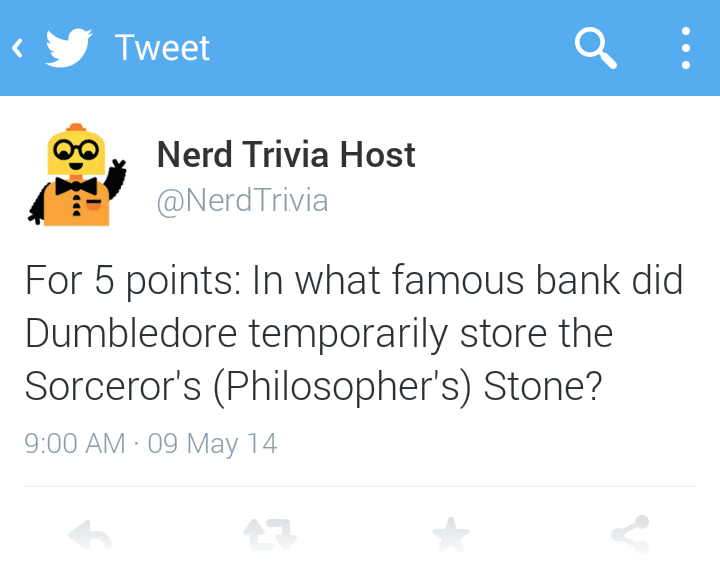 Tweet
Nerd Trivia Host
@NerdTrivia
For 5 points: In what famous bank did
Dumbledore temporarily store the
Sorceror's (Philosopher's) Stone?
9:00 AM · 09 May 14